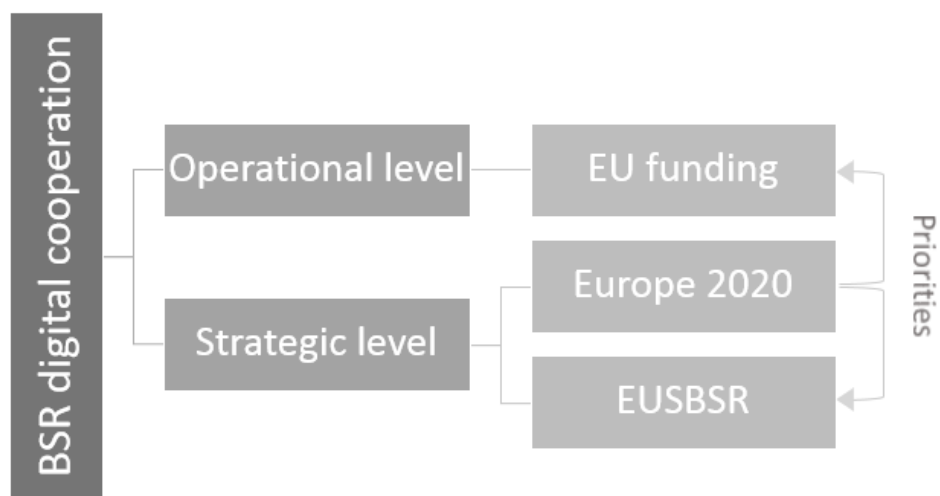 BSR digital cooperation
Operational level
EU funding
Strategic level
Europe 2020
EUSBSR
Priorities